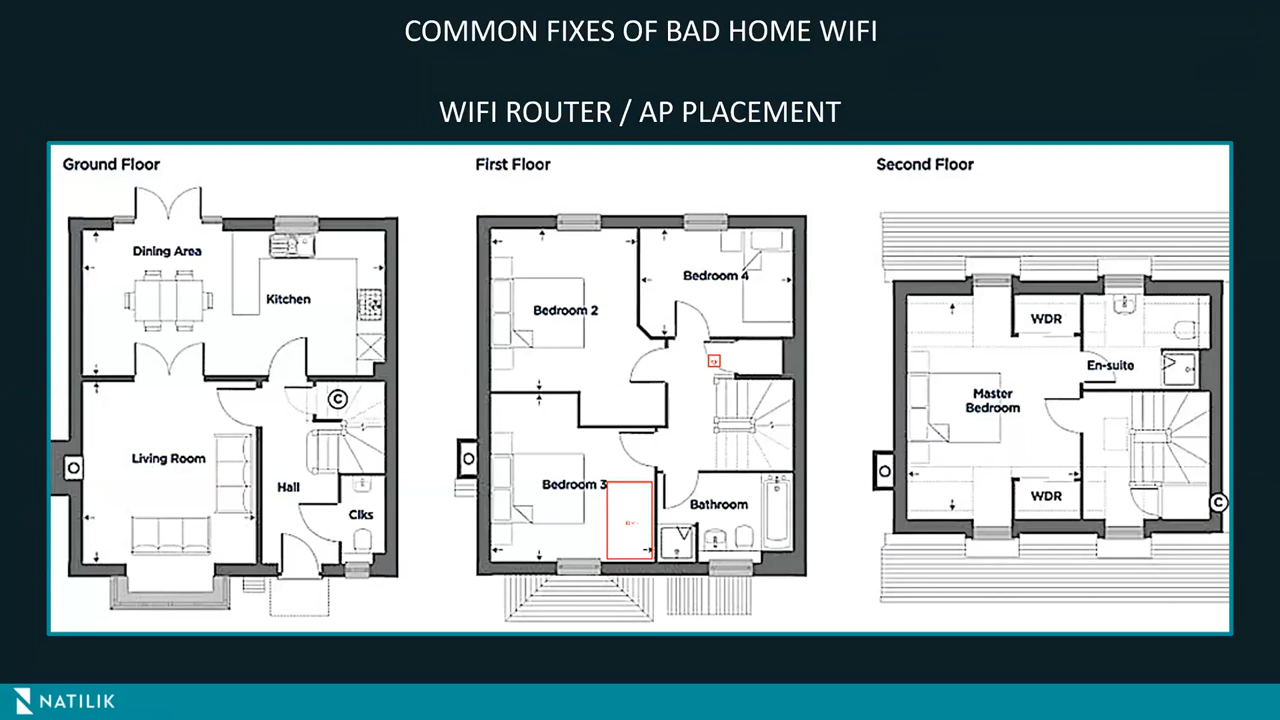 COMMON FIXES OF BAD HOME WIFI
WIFI ROUTER / AP PLACEMENT
Ground Floor
First Floor
Second Floor
Dining Area
Kitchen
Living Room
Hall
C
Clks
Bedroom 2
Bedroom 4
Bedroom 3
Bathroom
WDR
En-suite
Master
Bedroom
WDR
C
NATILIK